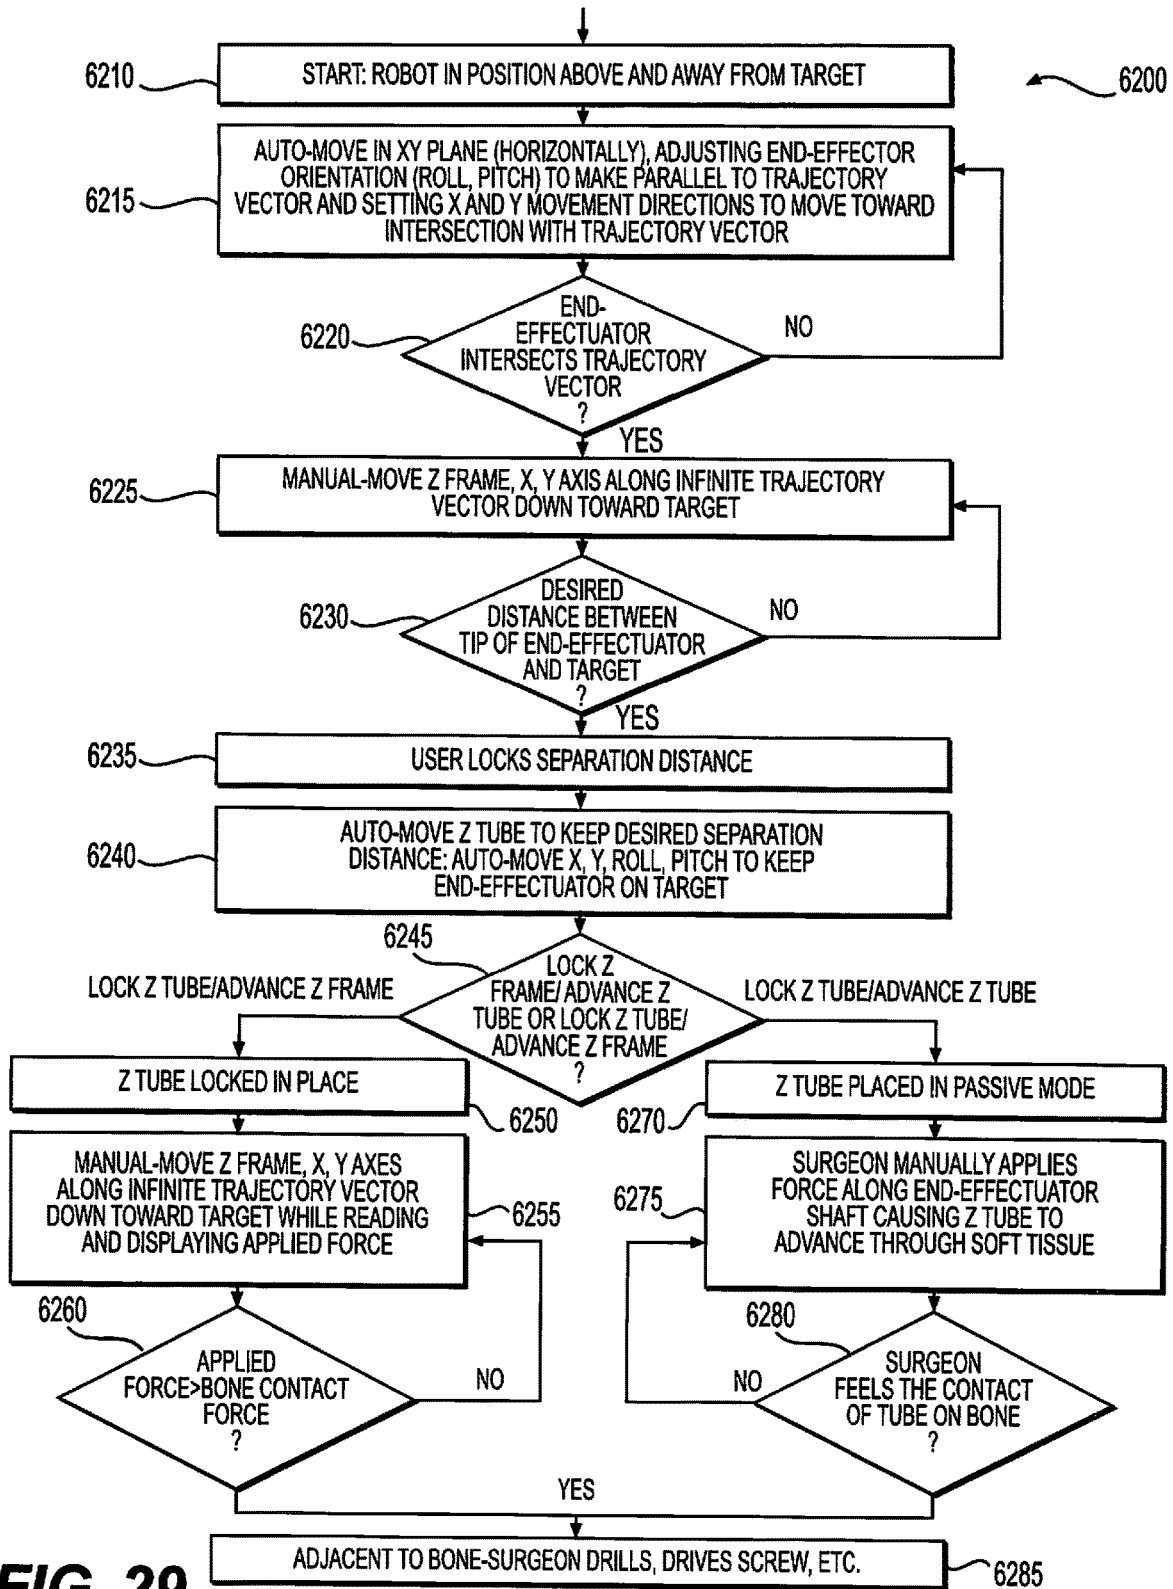 6210
START: ROBOT IN POSITION ABOVE AND AWAY FROM TARGET
6200
6215
AUTO-MOVE IN XY PLANE (HORIZONTALLY), ADJUSTING END-EFFECTOR
ORIENTATION (ROLL, PITCH) TO MAKE PARALLEL TO TRAJECTORY
VECTOR AND SETTING X AND Y MOVEMENT DIRECTIONS TO MOVE TOWARD
INTERSECTION WITH TRAJECTORY VECTOR
6220
END-
EFFECTUATOR
INTERSECTS TRAJECTORY
VECTOR
?
NO
YES
6225
MANUAL-MOVE Z FRAME, X, Y AXIS ALONG INFINITE TRAJECTORY
VECTOR DOWN TOWARD TARGET
6230
DESIRED
DISTANCE BETWEEN
TIP OF END-EFFECTUATOR
AND TARGET
?
NO
YES
6235
USER LOCKS SEPARATION DISTANCE
6240
AUTO-MOVE Z TUBE TO KEEP DESIRED SEPARATION
DISTANCE: AUTO-MOVE X, Y, ROLL, PITCH TO KEEP
END-EFFECTUATOR ON TARGET
6245
LOCK Z
FRAME/ADVANCE Z
TUBE OR LOCK Z TUBE/
ADVANCE Z FRAME
?
LOCK Z TUBE/ADVANCE Z FRAME
LOCK Z TUBE/ADVANCE Z TUBE
Z TUBE LOCKED IN PLACE
6250
MANUAL-MOVE Z FRAME, X, Y AXES
ALONG INFINITE TRAJECTORY VECTOR
DOWN TOWARD TARGET WHILE READING
AND DISPLAYING APPLIED FORCE
6255
6260
APPLIED
FORCE>BONE CONTACT
FORCE
?
NO
6270
Z TUBE PLACED IN PASSIVE MODE
6275
SURGEON MANUALLY APPLIES
FORCE ALONG END-EFFECTUATOR
SHAFT CAUSING Z TUBE TO
ADVANCE THROUGH SOFT TISSUE
6280
SURGEON
FEELS THE CONTACT
OF TUBE ON BONE
?
NO
YES
ADJACENT TO BONE-SURGEON DRILLS, DRIVES SCREW, ETC.
6285
FIG. 29